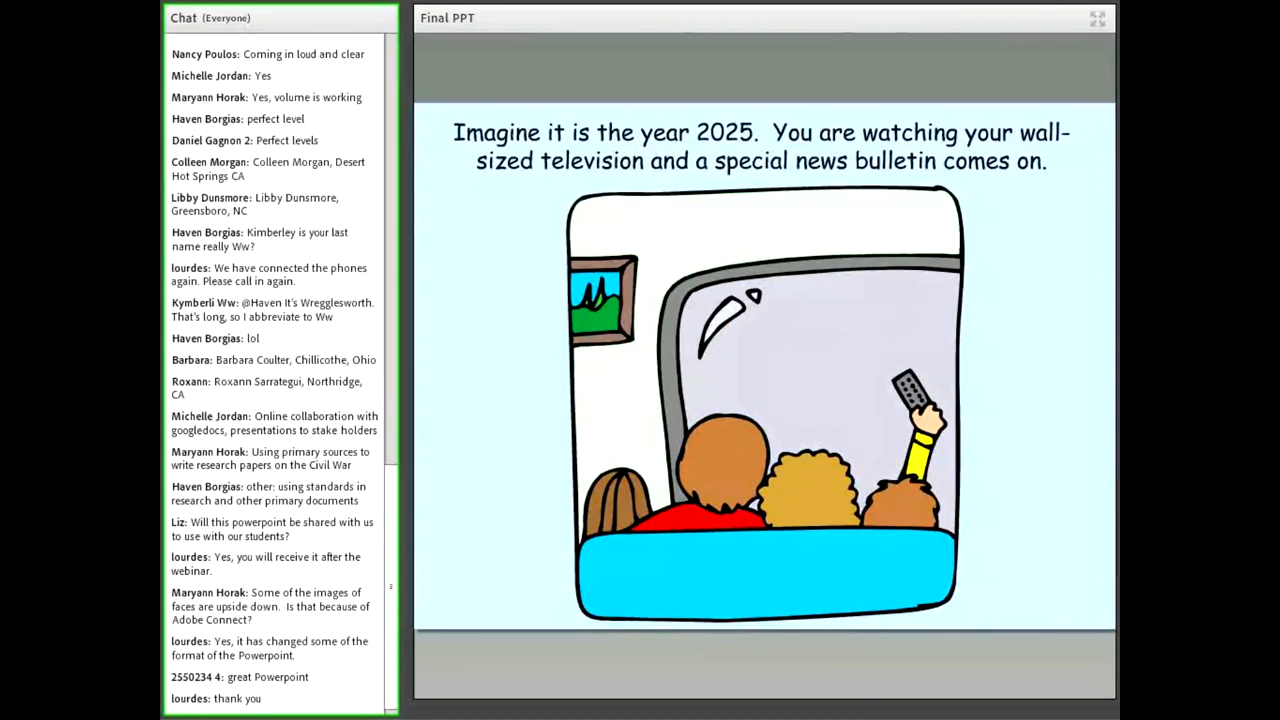 Chat (Everyone)
Nancy Poulos: Coming in loud and clear
Michelle Jordan: Yes
Maryann Horak: Yes, volume is working
Haven Borgias: perfect level
Daniel Gagnon 2: Perfect levels
Colleen Morgan: Colleen Morgan, Desert
Hot Springs CA
Libby Dunsmore: Libby Dunsmore,
Greensboro, NC
Haven Borgias: Kimberley is your last
name really Ww?
lourdes: We have connected the phones
again. Please call in again.
Kymberli Ww: @Haven It's Wregglesworth.
That's long, so I abbreviate to Ww
Haven Borgias: lol
Barbara: Barbara Coulter, Chillicothe, Ohio
Roxann: Roxann Sarrategui, Northridge,
CA
Michelle Jordan: Online collaboration with
googledocs, presentations to stake holders
Maryann Horak: Using primary sources to
write research papers on the Civil War
Haven Borgias: other: using standards in
research and other primary documents
Liz: Will this powerpoint be shared with us
to use with our students?
lourdes: Yes, you will receive it after the
webinar.
Maryann Horak: Some of the images of
faces are upside down. Is that because of
Adobe Connect?
lourdes: Yes, it has changed some of the
format of the Powerpoint.
2550234 4: great Powerpoint
lourdes: thank you
Final PPT
Imagine it is the year 2025. You are watching your wall-
sized television and a special news bulletin comes on.